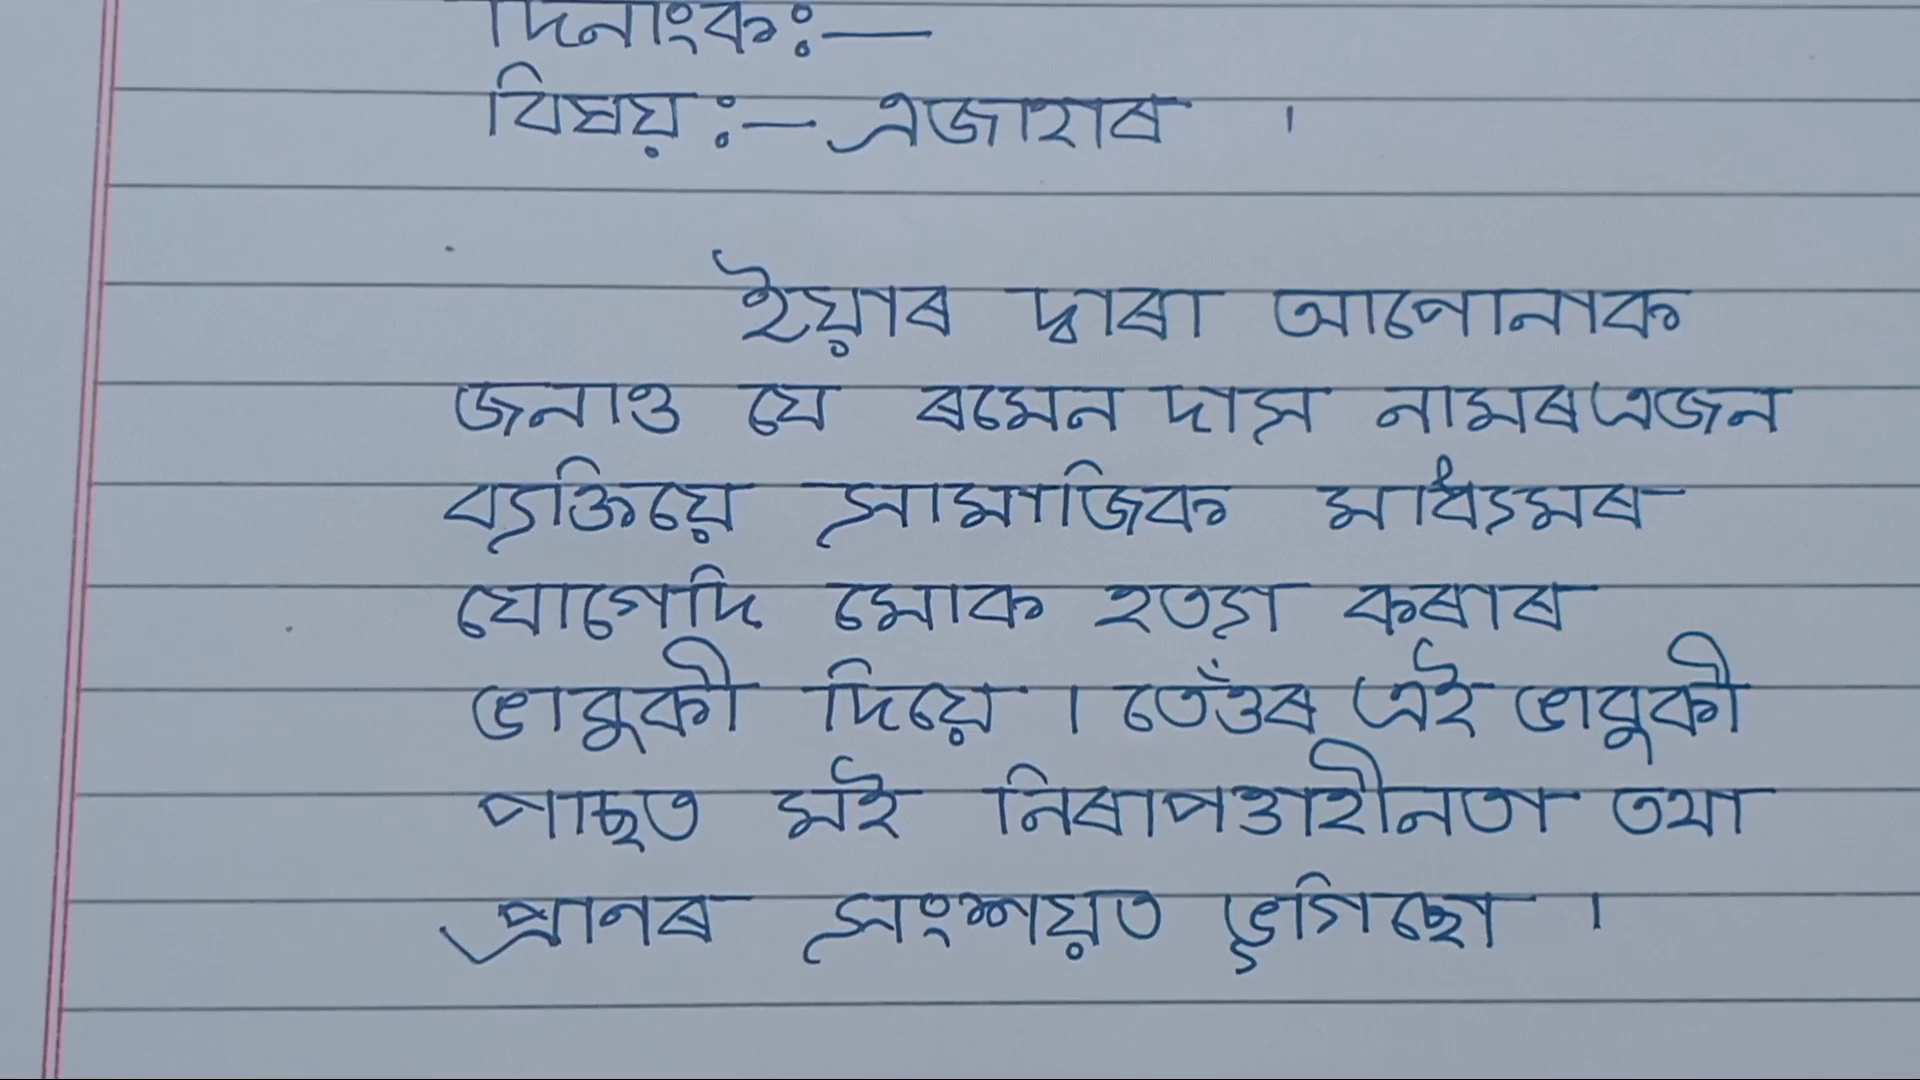 দিনাংক:—
বিষয়:— এজাহাৰ ।
ইয়াৰ দ্বাৰা আপোনাক
জনাও যে ৰমেন দাস নামৰ এজন
ব্যক্তিয়ে সামাজিক মাধ্যমৰ
যোগেদি মোক হত্যা কৰাৰ
ভাবুকী দিয়ে । তেওঁৰ এই ভাবুকী
পাছত মই নিৰাপত্তাহীনতা তথা
প্ৰানৰ সংশয়ত ভূগিছো ।